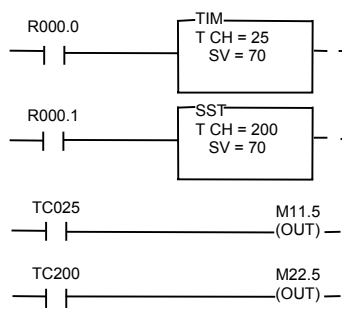 R000.0
TIM
T CH = 25
SV = 70
R000.1
SST
T CH = 200
SV = 70
TC025
M11.5
(OUT)
TC200
M22.5
(OUT)